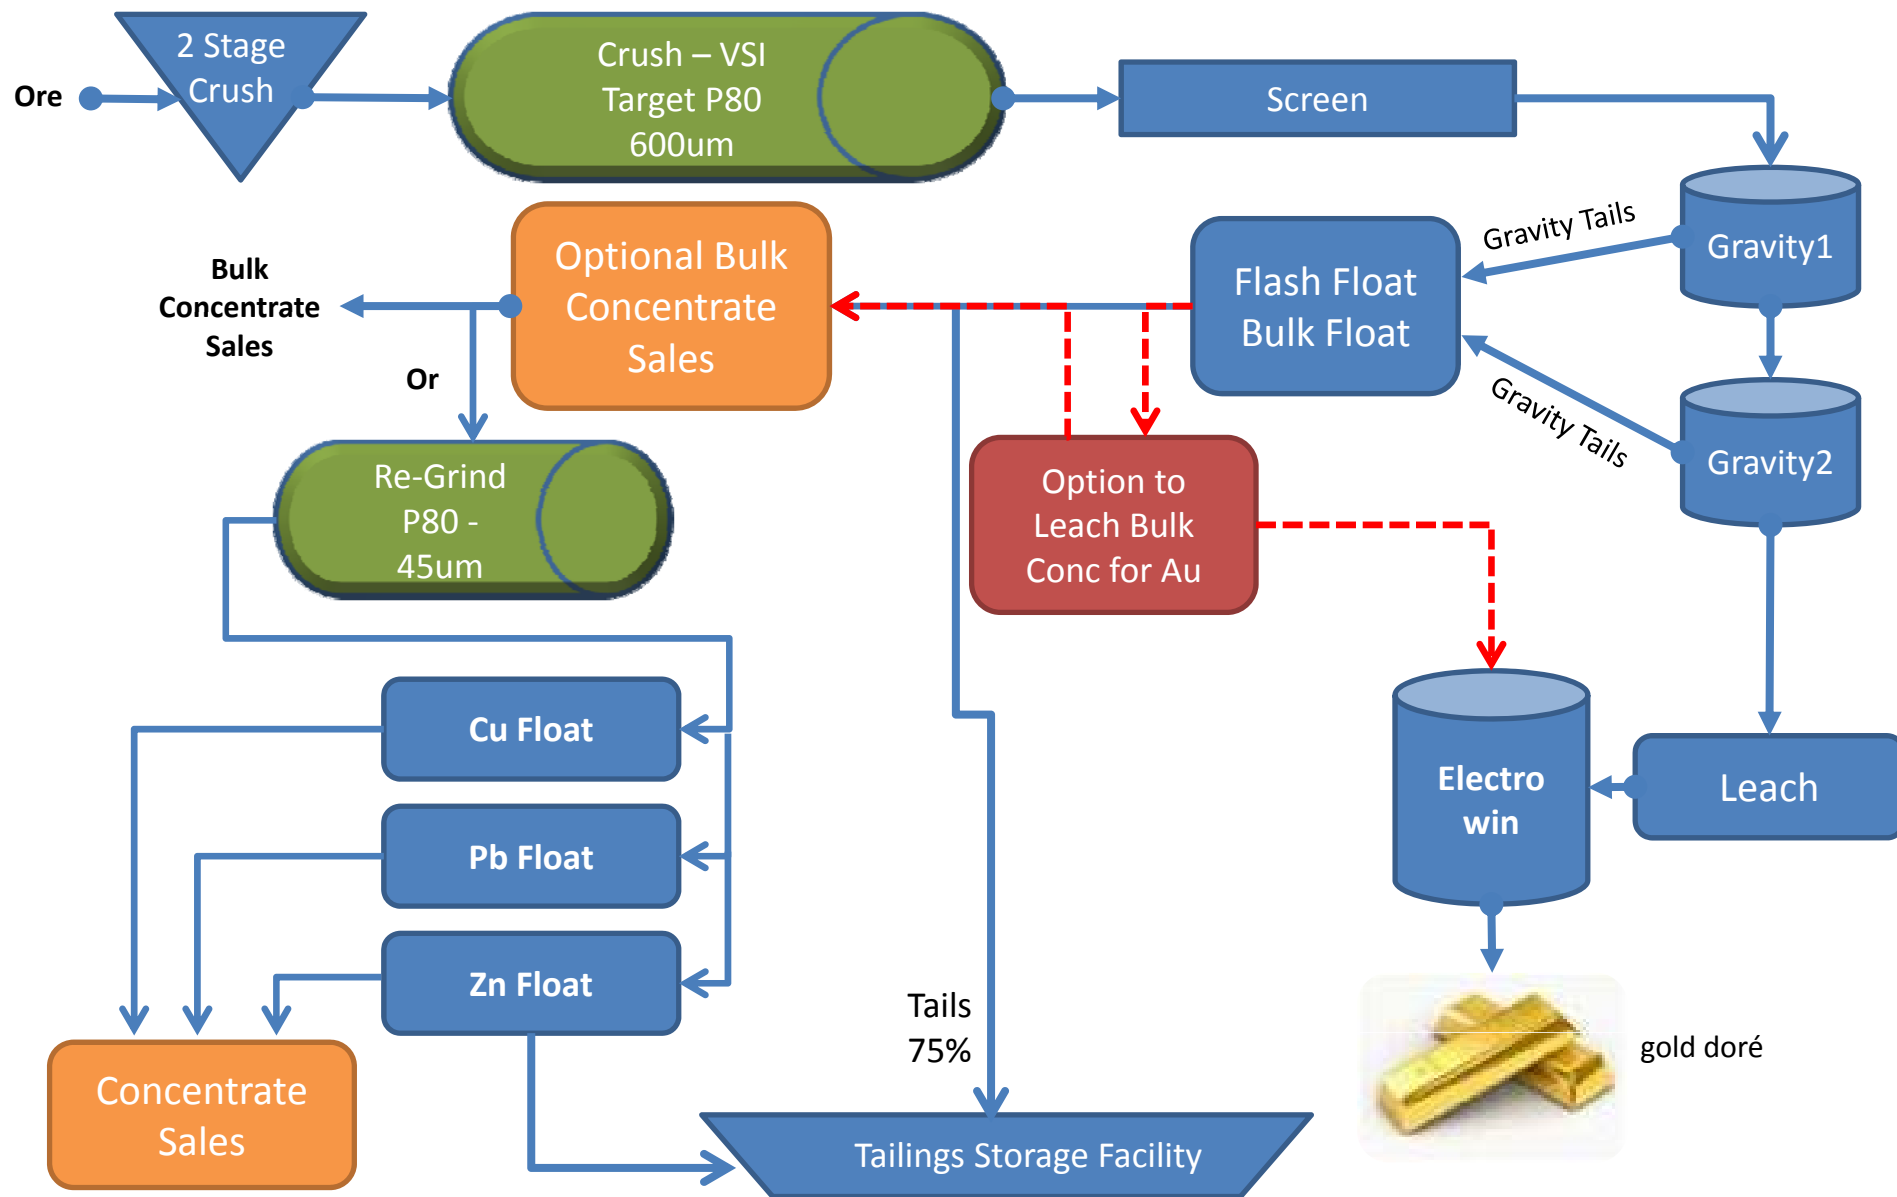 2 Stage
Crush
Ore
Crush – VSI
Target P80
600um
Screen
Gravity1
Gravity Tails
Flash Float
Bulk Float
Optional Bulk
Concentrate
Sales
Bulk
Concentrate
Sales
Or
Gravity Tails
Gravity2
Re-Grind
P80 -
45um
Option to
Leach Bulk
Conc for Au
Cu Float
Pb Float
Zn Float
Electro
win
Leach
Tails
75%
gold doré
Concentrate
Sales
Tailings Storage Facility